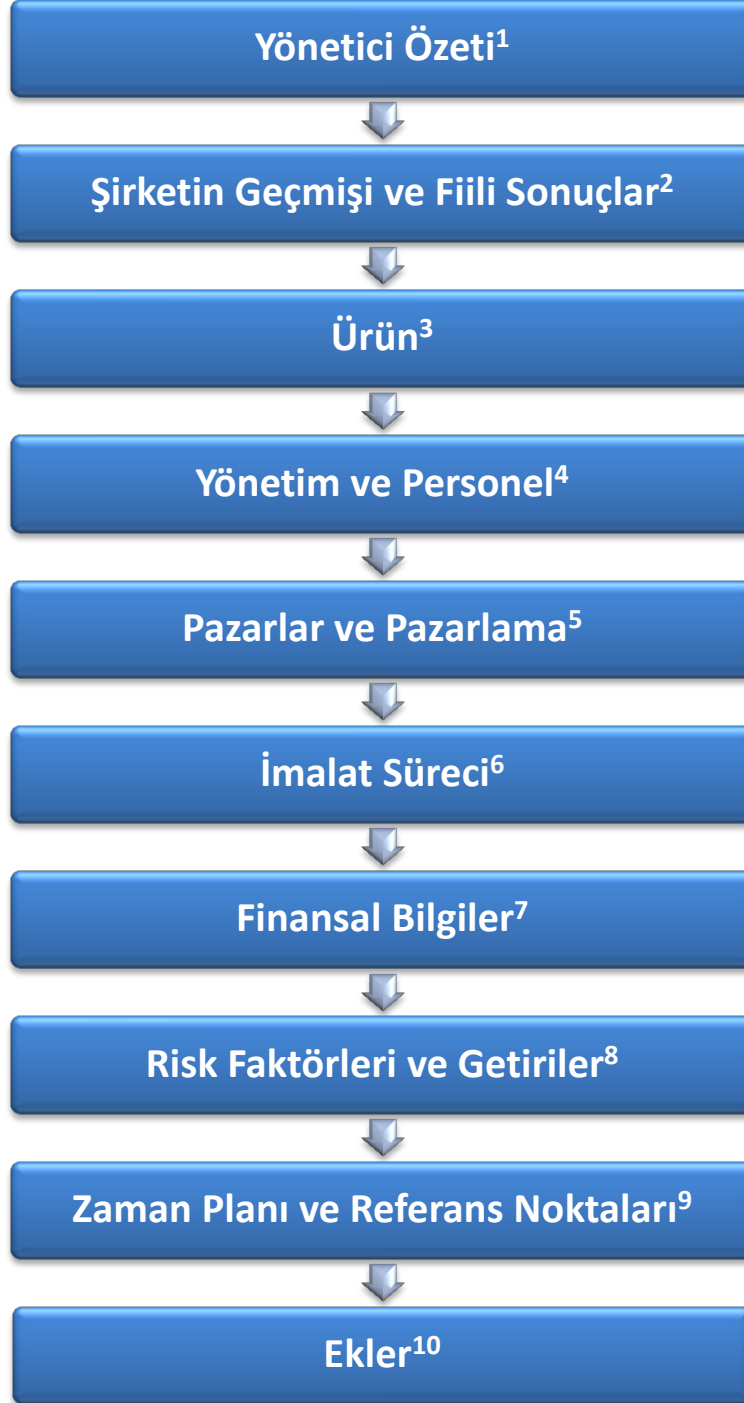 Yönetici Özeti¹
Şirketin Geçmişi ve Fiili Sonuçlar²
Ürün³
Yönetim ve Personel⁴
Pazarlar ve Pazarlama⁵
İmalat Süreci⁶
Finansal Bilgiler⁷
Risk Faktörleri ve Getiriler⁸
Zaman Planı ve Referans Noktaları⁹
Ekler¹⁰